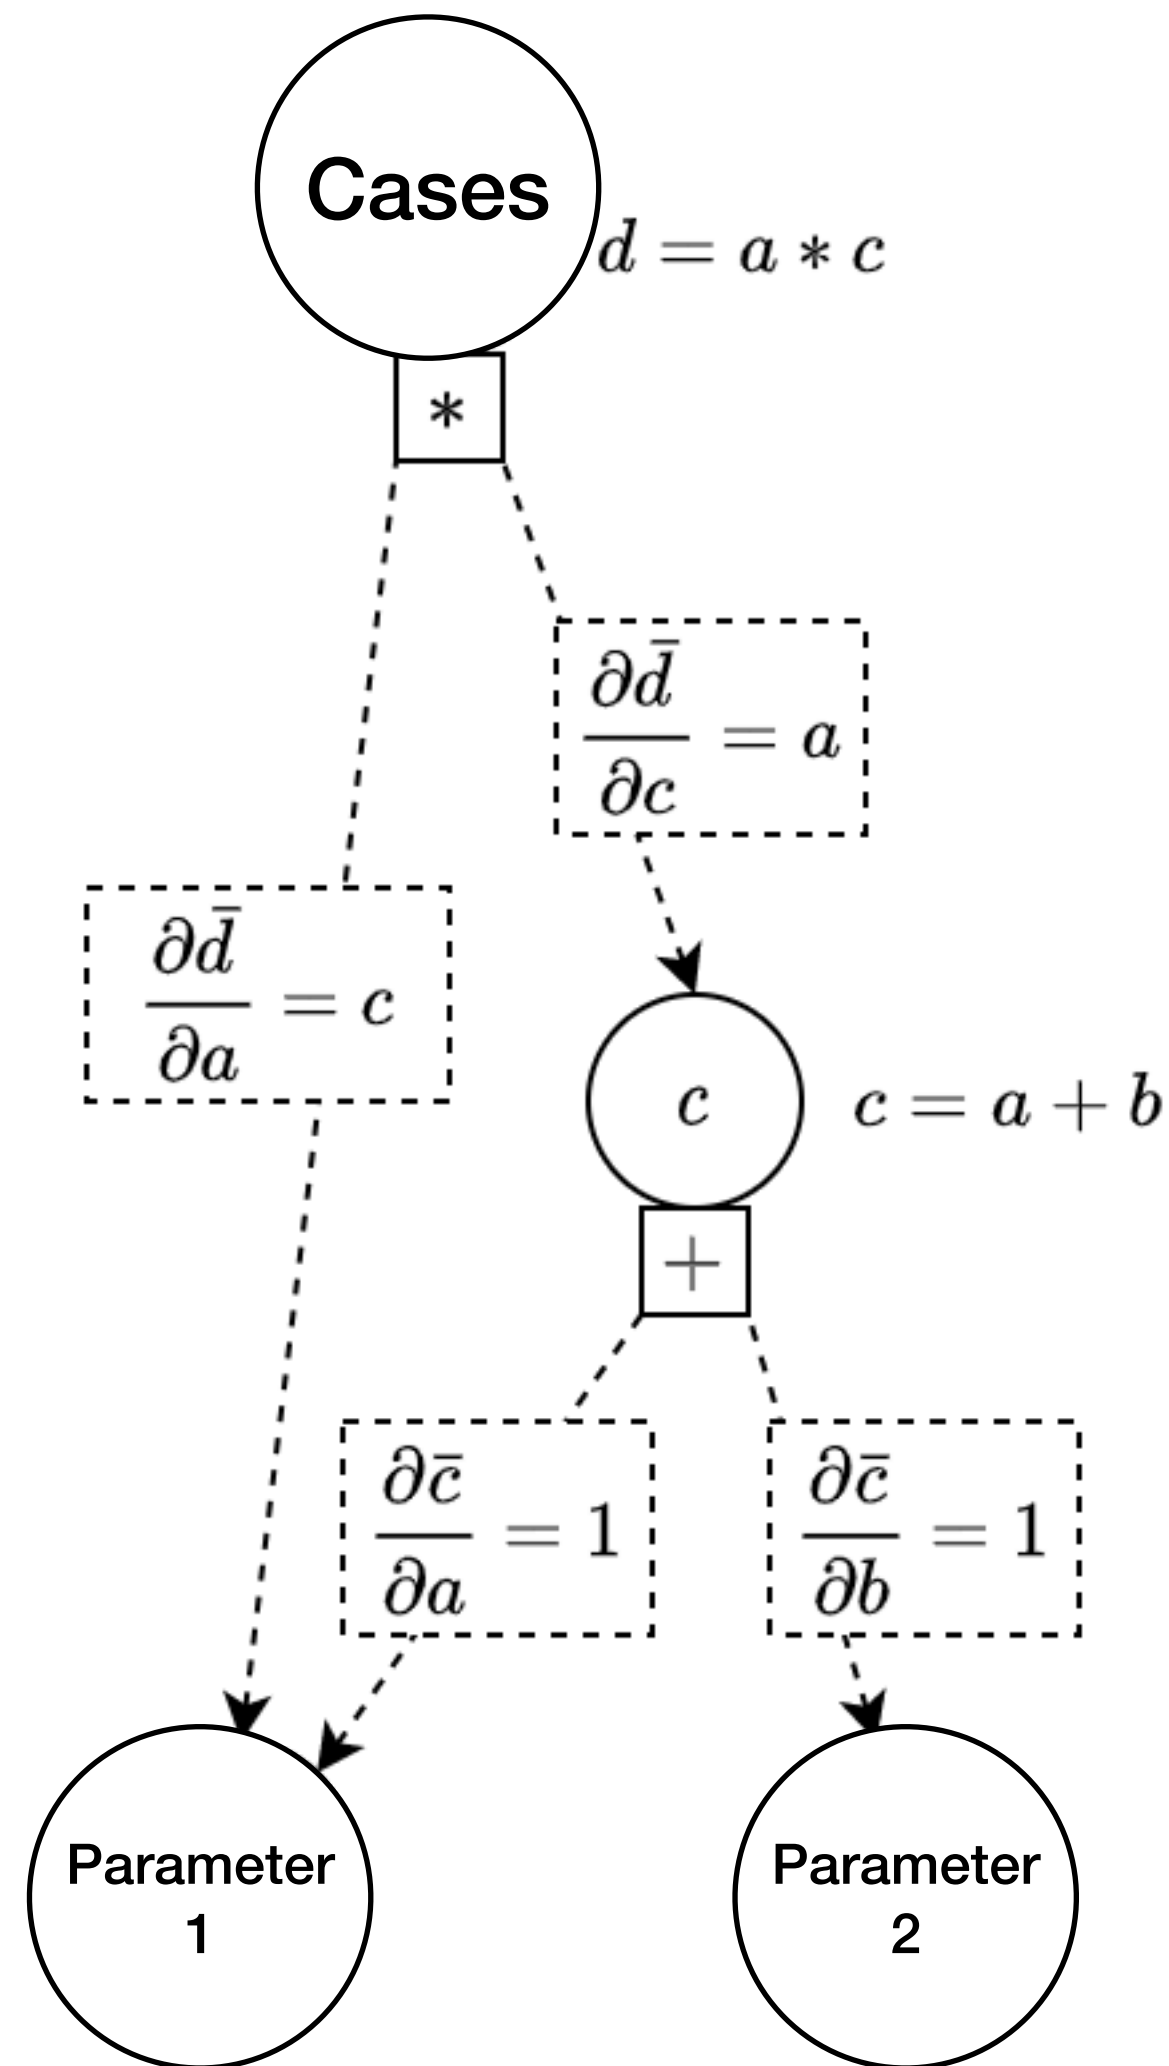 Cases
d = a * c
*
∂d̄/∂c = a
∂d̄/∂a = c
c
c = a + b
+
∂c̄/∂a = 1
∂c̄/∂b = 1
Parameter
1
Parameter
2